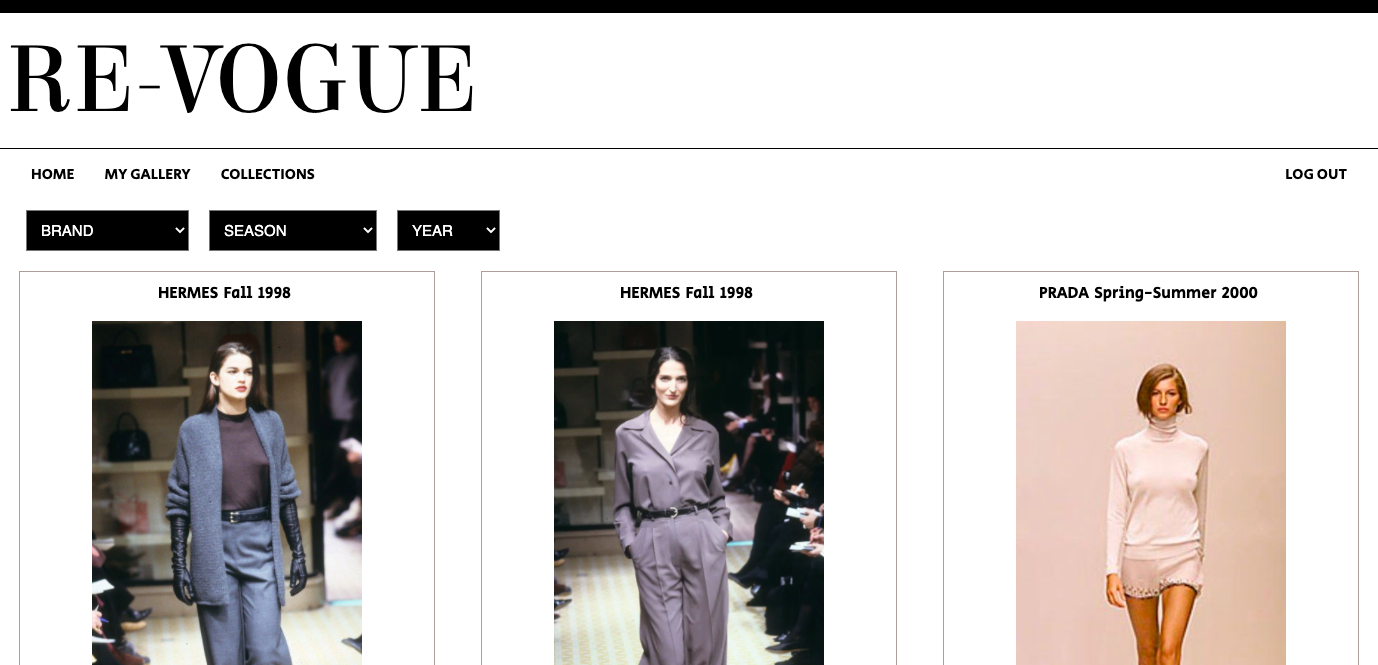 RE-VOGUE
HOME MY GALLERY COLLECTIONS LOG OUT
BRAND SEASON YEAR
HERMES Fall 1998 HERMES Fall 1998 PRADA Spring-Summer 2000